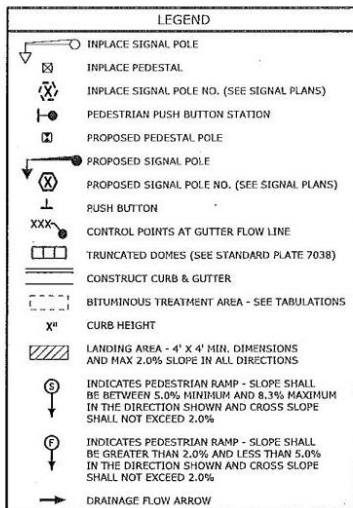 LEGEND
INPLACE SIGNAL POLE
INPLACE PEDESTAL
X INPLACE SIGNAL POLE NO. (SEE SIGNAL PLANS)
PEDESTRIAN PUSH BUTTON STATION
PROPOSED PEDESTAL POLE
PROPOSED SIGNAL POLE
X PROPOSED SIGNAL POLE NO. (SEE SIGNAL PLANS)
PUSH BUTTON
XXX CONTROL POINTS AT GUTTER FLOW LINE
TRUNCATED DOMES (SEE STANDARD PLATE 7038)
CONSTRUCT CURB & GUTTER
BITUMINOUS TREATMENT AREA - SEE TABULATIONS
X" CURB HEIGHT
LANDING AREA - 4' X 4' MIN. DIMENSIONS
AND MAX 2.0% SLOPE IN ALL DIRECTIONS
S INDICATES PEDESTRIAN RAMP - SLOPE SHALL
BE BETWEEN 5.0% MINIMUM AND 8.3% MAXIMUM
IN THE DIRECTION SHOWN AND CROSS SLOPE
SHALL NOT EXCEED 2.0%
F INDICATES PEDESTRIAN RAMP - SLOPE SHALL
BE GREATER THAN 2.0% AND LESS THAN 5.0%
IN THE DIRECTION SHOWN AND CROSS SLOPE
SHALL NOT EXCEED 2.0%
DRAINAGE FLOW ARROW